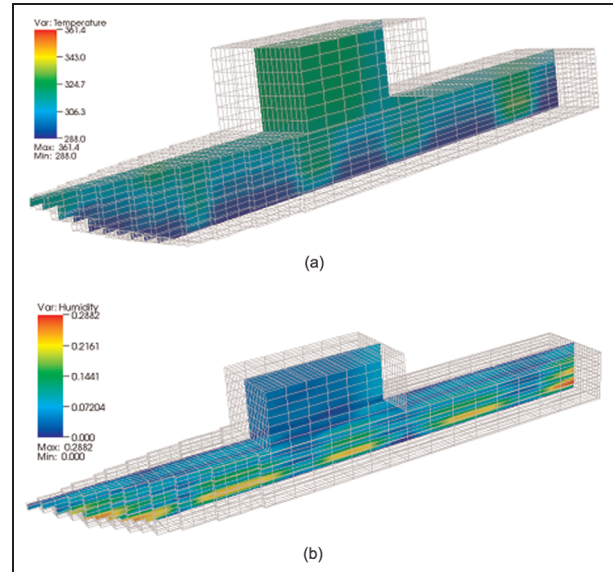 Var: Temperature
361.4
343.0
324.7
306.3
288.0
Max: 361.4
Min: 288.0
(a)
Var: Humidity
0.2882
0.2161
0.1441
0.07204
0.000
Max: 0.2882
Min: 0.000
(b)